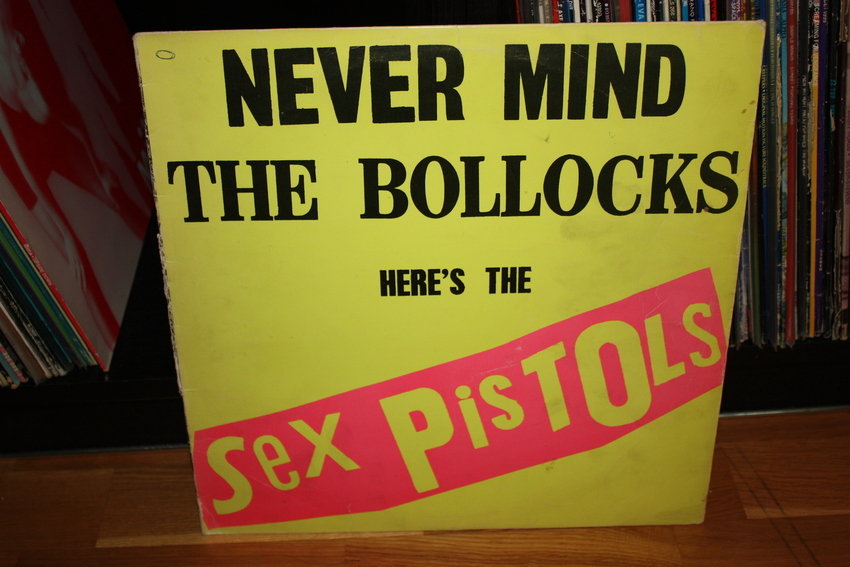 NEVER MIND
THE BOLLOCKS
HERE'S THE
Sex PisTOLS